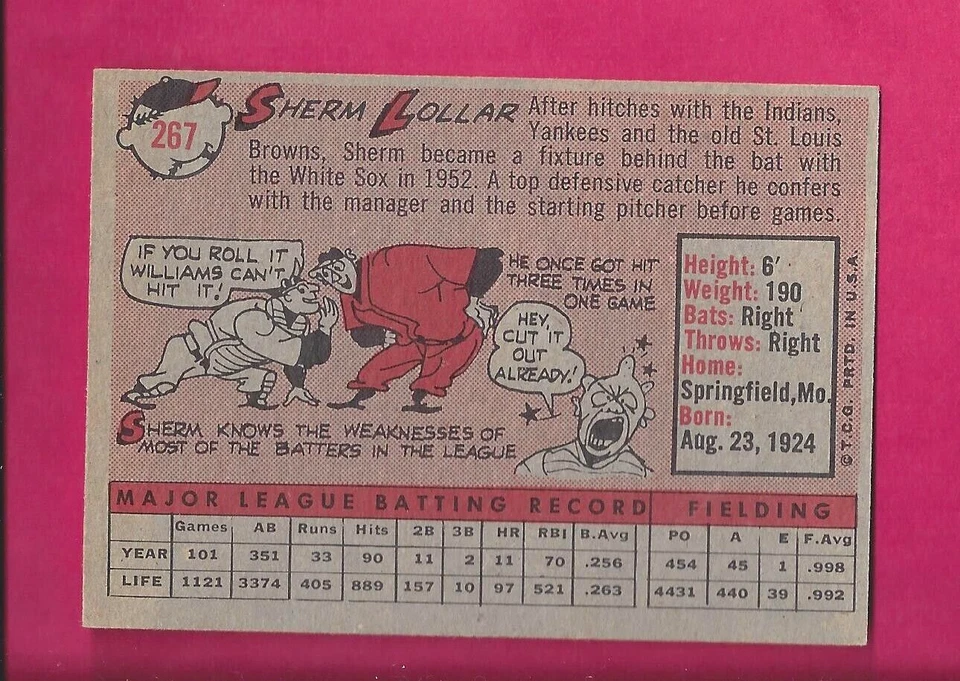 267
SHERM LOLLAR
After hitches with the Indians,
Yankees and the old St. Louis
Browns, Sherm became a fixture behind the bat with
the White Sox in 1952. A top defensive catcher he confers
with the manager and the starting pitcher before games.
IF YOU ROLL IT
WILLIAMS CAN'T
HIT IT!
HE ONCE GOT HIT
THREE TIMES IN
ONE GAME
HEY,
CUT IT
OUT
ALREADY!
SHERM KNOWS THE WEAKNESSES OF
MOST OF THE BATTERS IN THE LEAGUE
Height: 6'
Weight: 190
Bats: Right
Throws: Right
Home:
Springfield, Mo.
Born:
Aug. 23, 1924
© T.C.G. PRTD. IN U.S.A.
MAJOR LEAGUE BATTING RECORD FIELDING
Games AB Runs Hits 2B 3B HR RBI B.Avg PO A E F.Avg
YEAR 101 351 33 90 11 2 11 70 .256 454 45 1 .998
LIFE 1121 3374 405 889 157 10 97 521 .263 4431 440 39 .992